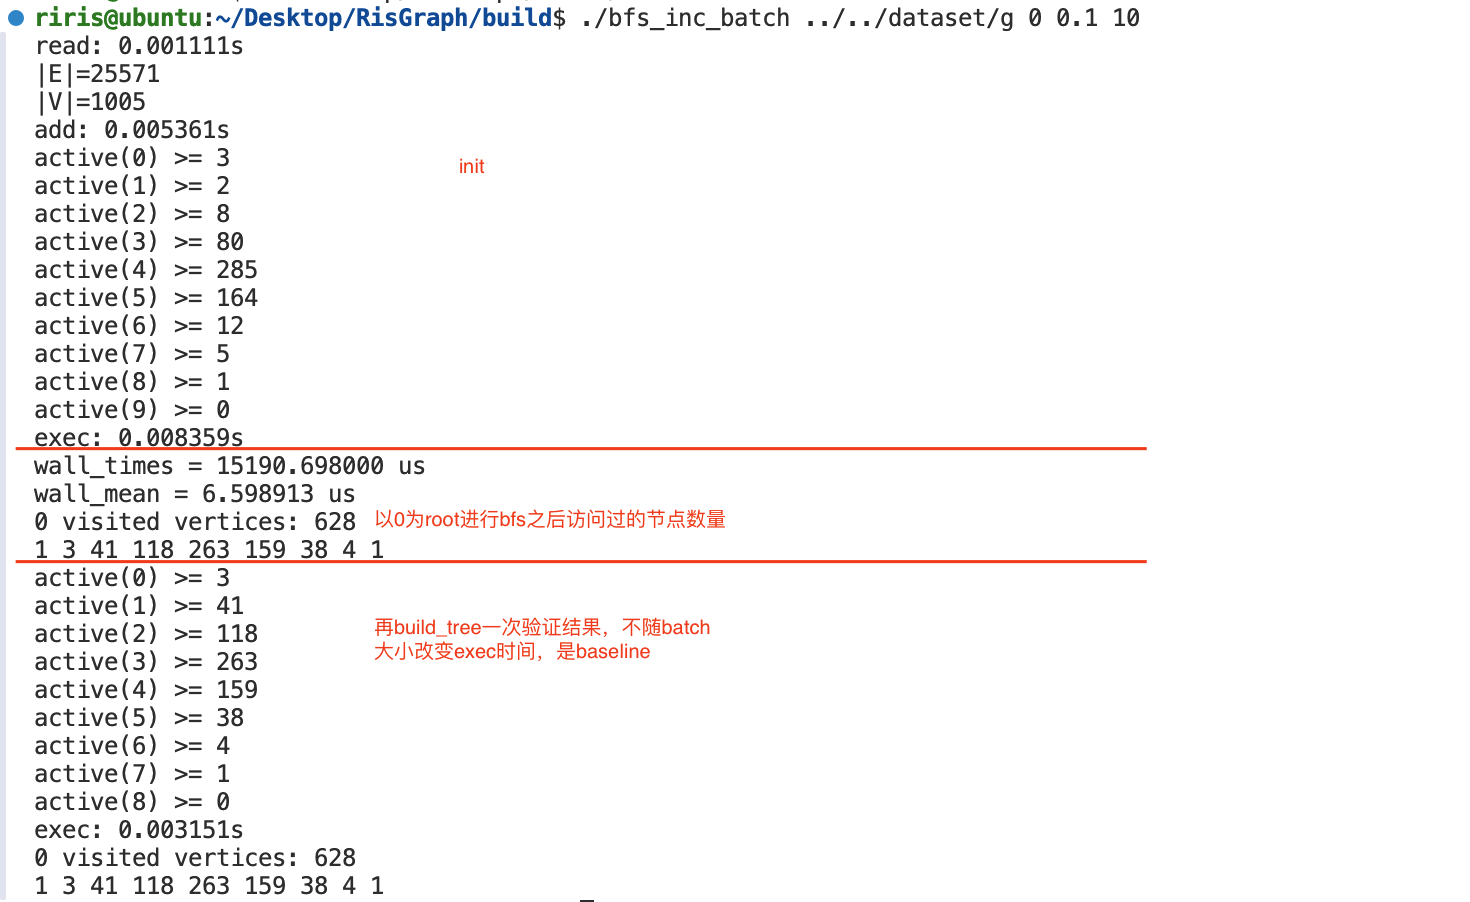 riris@ubuntu:~/Desktop/RisGraph/build$ ./bfs_inc_batch ../../dataset/g 0 0.1 10
read: 0.001111s
|E|=25571
|V|=1005
add: 0.005361s
active(0) >= 3
init
active(1) >= 2
active(2) >= 8
active(3) >= 80
active(4) >= 285
active(5) >= 164
active(6) >= 12
active(7) >= 5
active(8) >= 1
active(9) >= 0
exec: 0.008359s
wall_times = 15190.698000 us
wall_mean = 6.598913 us
0 visited vertices: 628
以0为root进行bfs之后访问过的节点数量
1 3 41 118 263 159 38 4 1
active(0) >= 3
active(1) >= 41
active(2) >= 118
再build_tree一次验证结果，不随batch
大小改变exec时间，是baseline
active(3) >= 263
active(4) >= 159
active(5) >= 38
active(6) >= 4
active(7) >= 1
active(8) >= 0
exec: 0.003151s
0 visited vertices: 628
1 3 41 118 263 159 38 4 1